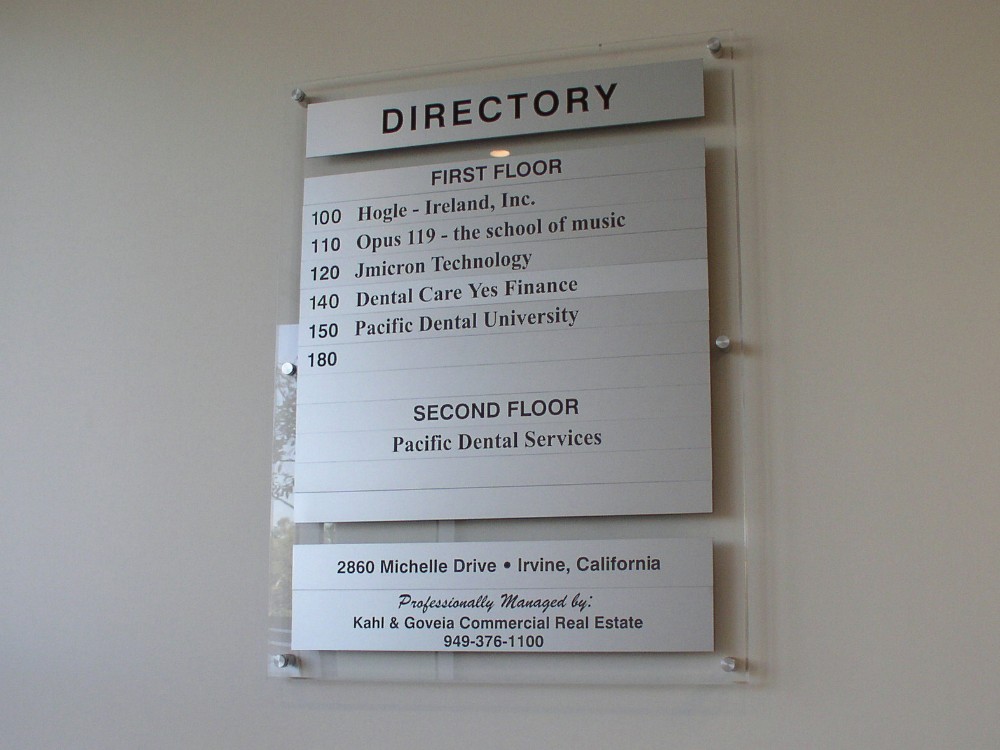 DIRECTORY
FIRST FLOOR
100 Hogle - Ireland, Inc.
110 Opus 119 - the school of music
120 Jmicron Technology
140 Dental Care Yes Finance
150 Pacific Dental University
180
SECOND FLOOR
Pacific Dental Services
2860 Michelle Drive • Irvine, California
Professionally Managed by:
Kahl & Goveia Commercial Real Estate
949-376-1100